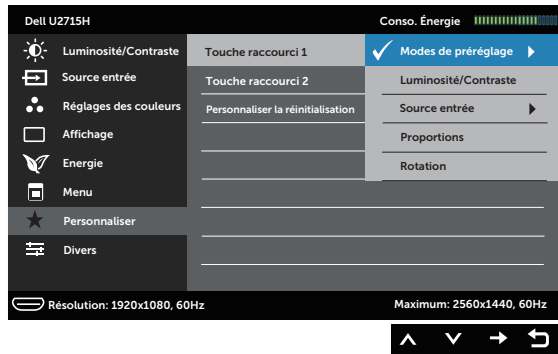 Dell U2715H
Conso. Énergie
Luminosité/Contraste
Touche raccourci 1
Modes de préréglage
Source entrée
Touche raccourci 2
Luminosité/Contraste
Réglages des couleurs
Personnaliser la réinitialisation
Source entrée
Affichage
Proportions
Energie
Rotation
Menu
Personnaliser
Divers
Résolution: 1920x1080, 60Hz
Maximum: 2560x1440, 60Hz